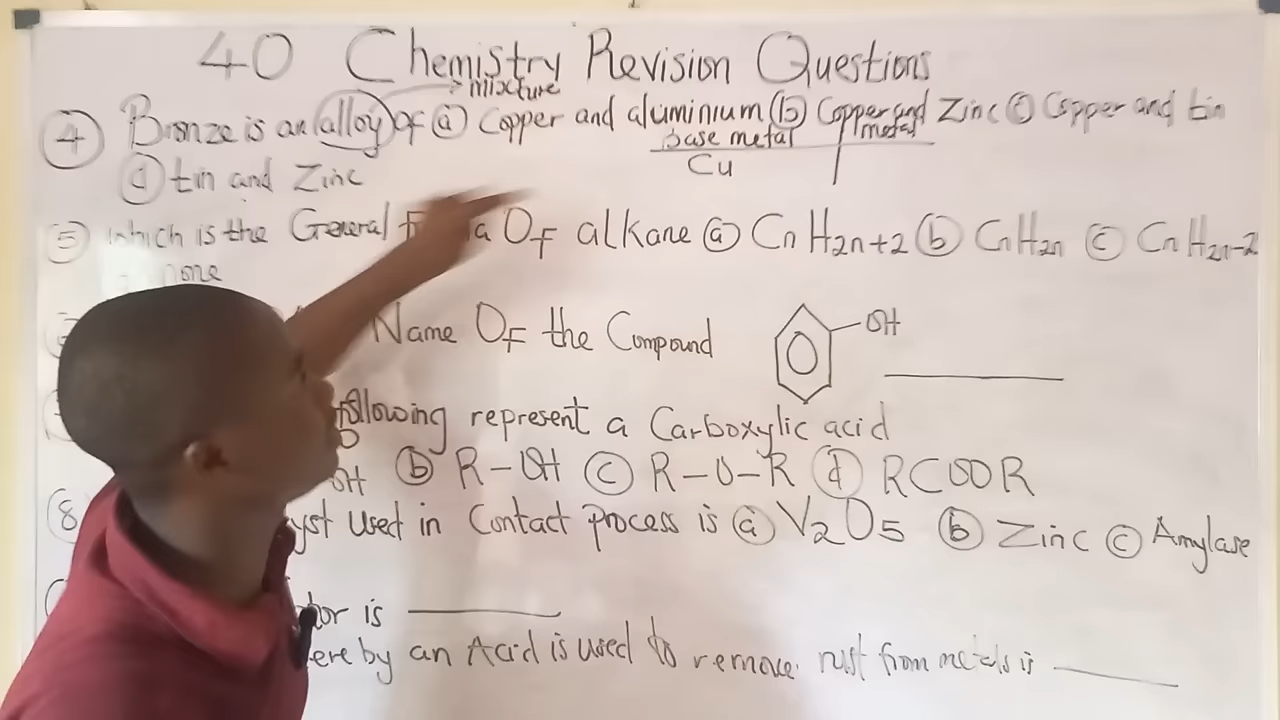 40 Chemistry Revision Questions
mixture
4 Bronze is an alloy of (a) Copper and aluminium (b) Copper and Zinc (c) Copper and tin
base metal metal
Cu
(d) tin and Zinc
5 which is the General Of alkane (a) CnH2n+2 (b) CnH2n (c) CnH2n-2
none
Name Of the Compound
OH
following represent a Carboxylic acid
O
OH (b) R-OH (c) R-O-R (d) RCOOR
8 yst used in Contact process is (a) V2O5 (b) Zinc (c) Amylase
tor is
ere by an Acid is used to remove rust from metals is